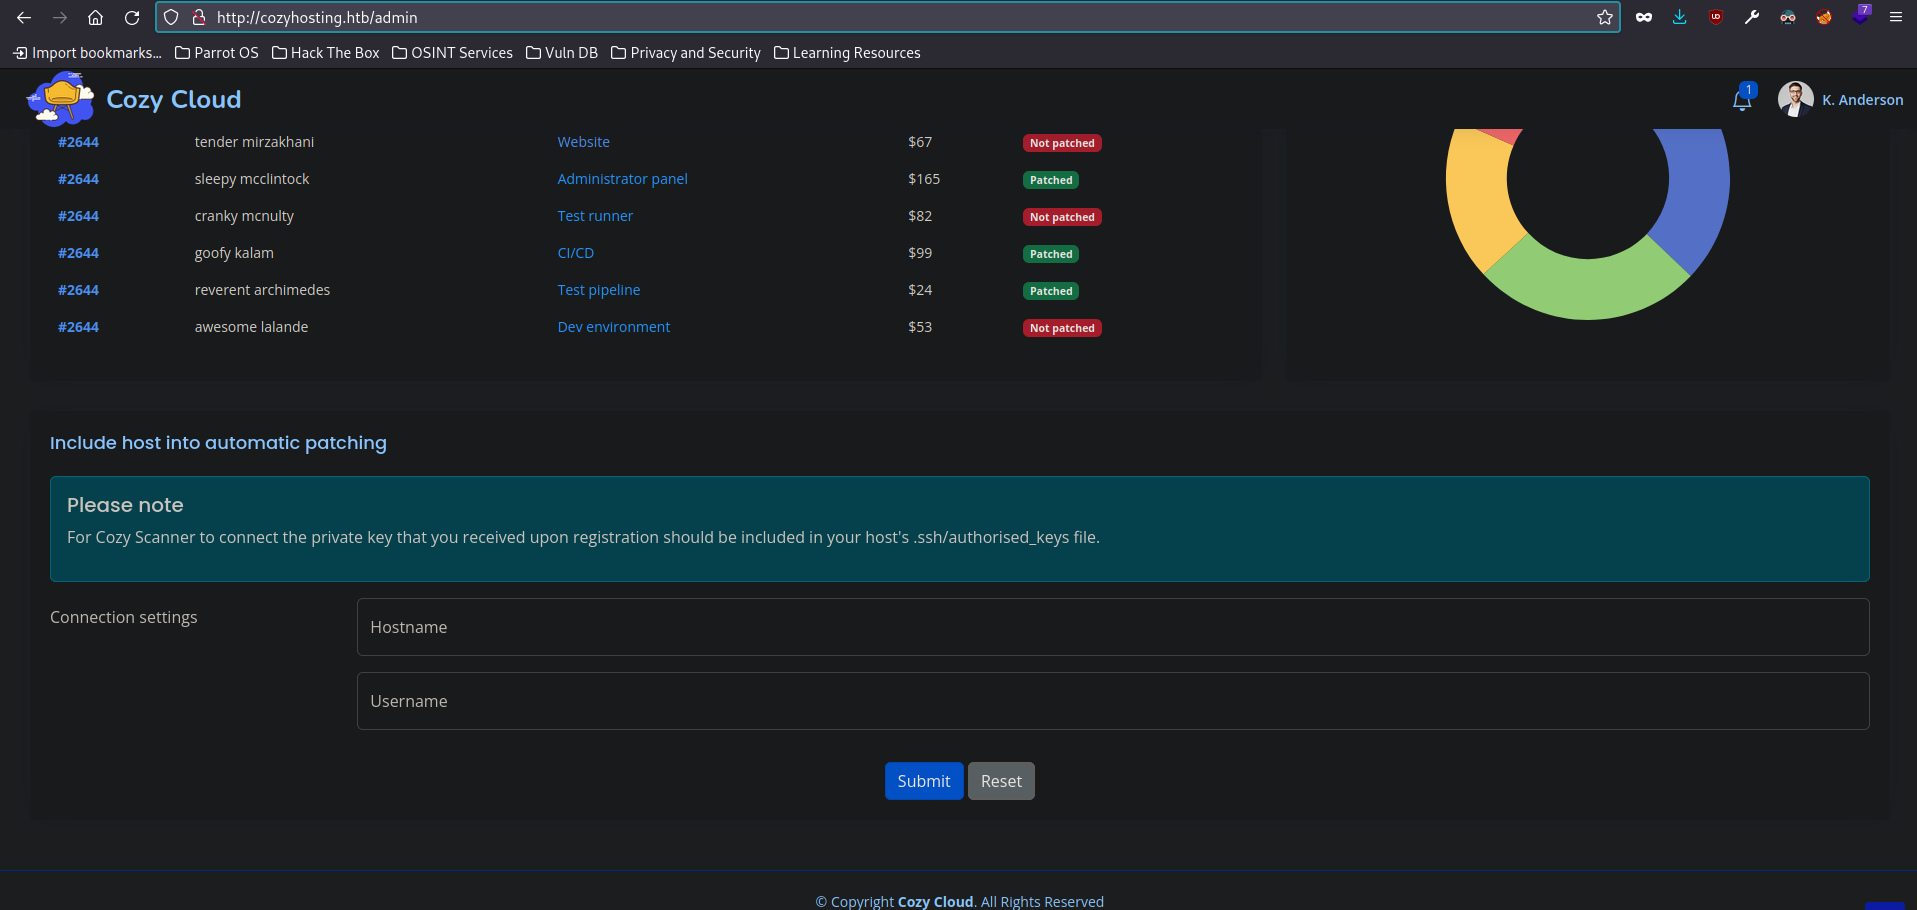 http://cozyhosting.htb/admin
UD
7
Import bookmarks... Parrot OS Hack The Box OSINT Services Vuln DB Privacy and Security Learning Resources
Cozy Cloud
1
K. Anderson
#2644 tender mirzakhani Website $67 Not patched
#2644 sleepy mcclintock Administrator panel $165 Patched
#2644 cranky mcnulty Test runner $82 Not patched
#2644 goofy kalam CI/CD $99 Patched
#2644 reverent archimedes Test pipeline $24 Patched
#2644 awesome lalande Dev environment $53 Not patched
Include host into automatic patching
Please note
For Cozy Scanner to connect the private key that you received upon registration should be included in your host's .ssh/authorised_keys file.
Connection settings
Hostname
Username
Submit Reset
© Copyright Cozy Cloud. All Rights Reserved